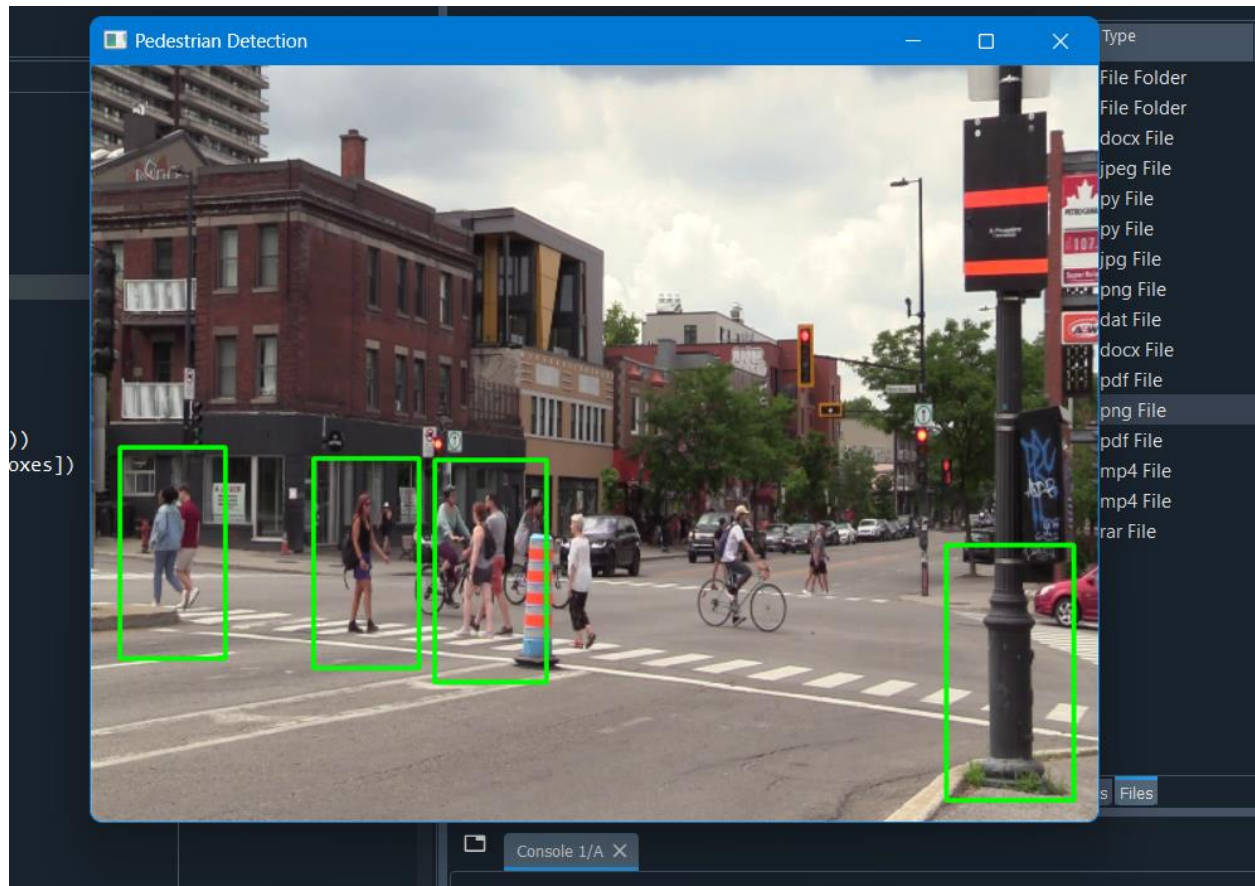 Pedestrian Detection
Type
File Folder
File Folder
docx File
jpeg File
py File
py File
jpg File
png File
dat File
docx File
pdf File
png File
pdf File
mp4 File
mp4 File
rar File
))
oxes])
107.
A&W
s Files
Console 1/A